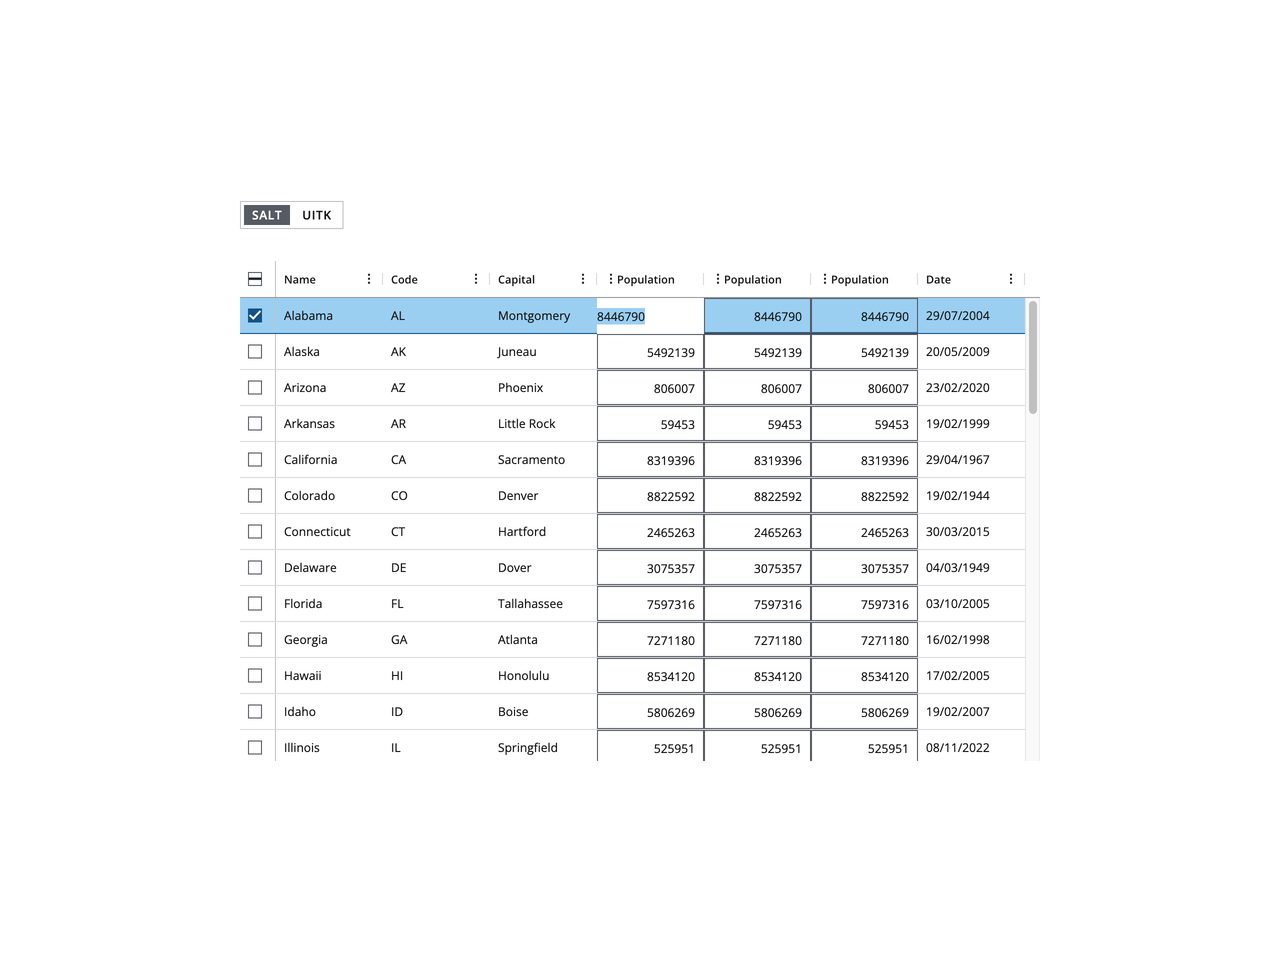 SALT UITK
Name Code Capital Population Population Population Date
Alabama AL Montgomery 8446790 8446790 8446790 29/07/2004
Alaska AK Juneau 5492139 5492139 5492139 20/05/2009
Arizona AZ Phoenix 806007 806007 806007 23/02/2020
Arkansas AR Little Rock 59453 59453 59453 19/02/1999
California CA Sacramento 8319396 8319396 8319396 29/04/1967
Colorado CO Denver 8822592 8822592 8822592 19/02/1944
Connecticut CT Hartford 2465263 2465263 2465263 30/03/2015
Delaware DE Dover 3075357 3075357 3075357 04/03/1949
Florida FL Tallahassee 7597316 7597316 7597316 03/10/2005
Georgia GA Atlanta 7271180 7271180 7271180 16/02/1998
Hawaii HI Honolulu 8534120 8534120 8534120 17/02/2005
Idaho ID Boise 5806269 5806269 5806269 19/02/2007
Illinois IL Springfield 525951 525951 525951 08/11/2022